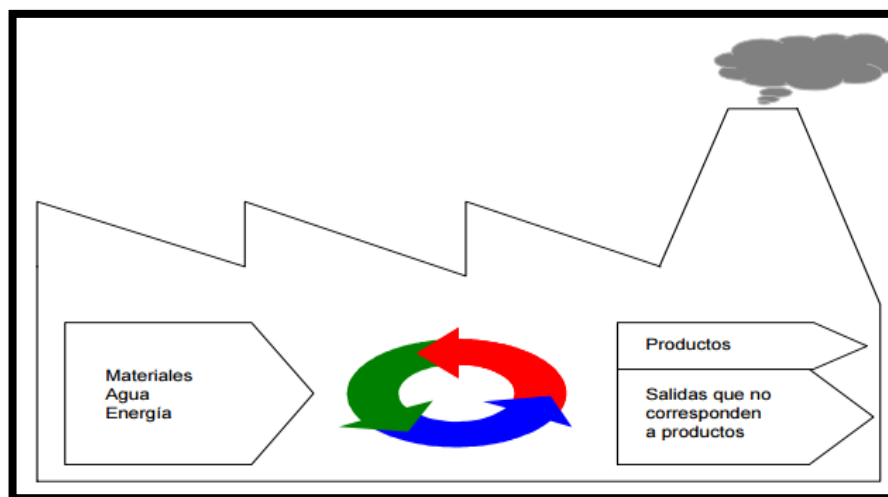 Materiales
Agua
Energía
Productos
Salidas que no
corresponden
a productos